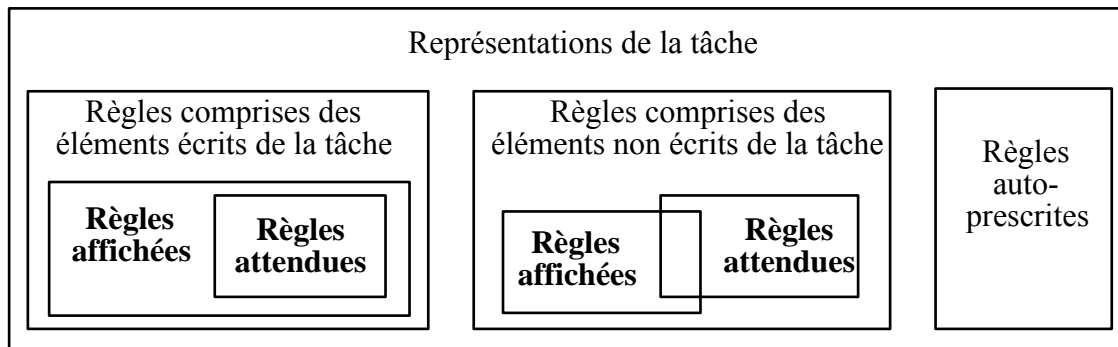 Représentations de la tâche
Règles comprises des
éléments écrits de la tâche
Règles
affichées
Règles
attendues
Règles comprises des
éléments non écrits de la tâche
Règles
affichées
Règles
attendues
Règles
auto-
prescrites